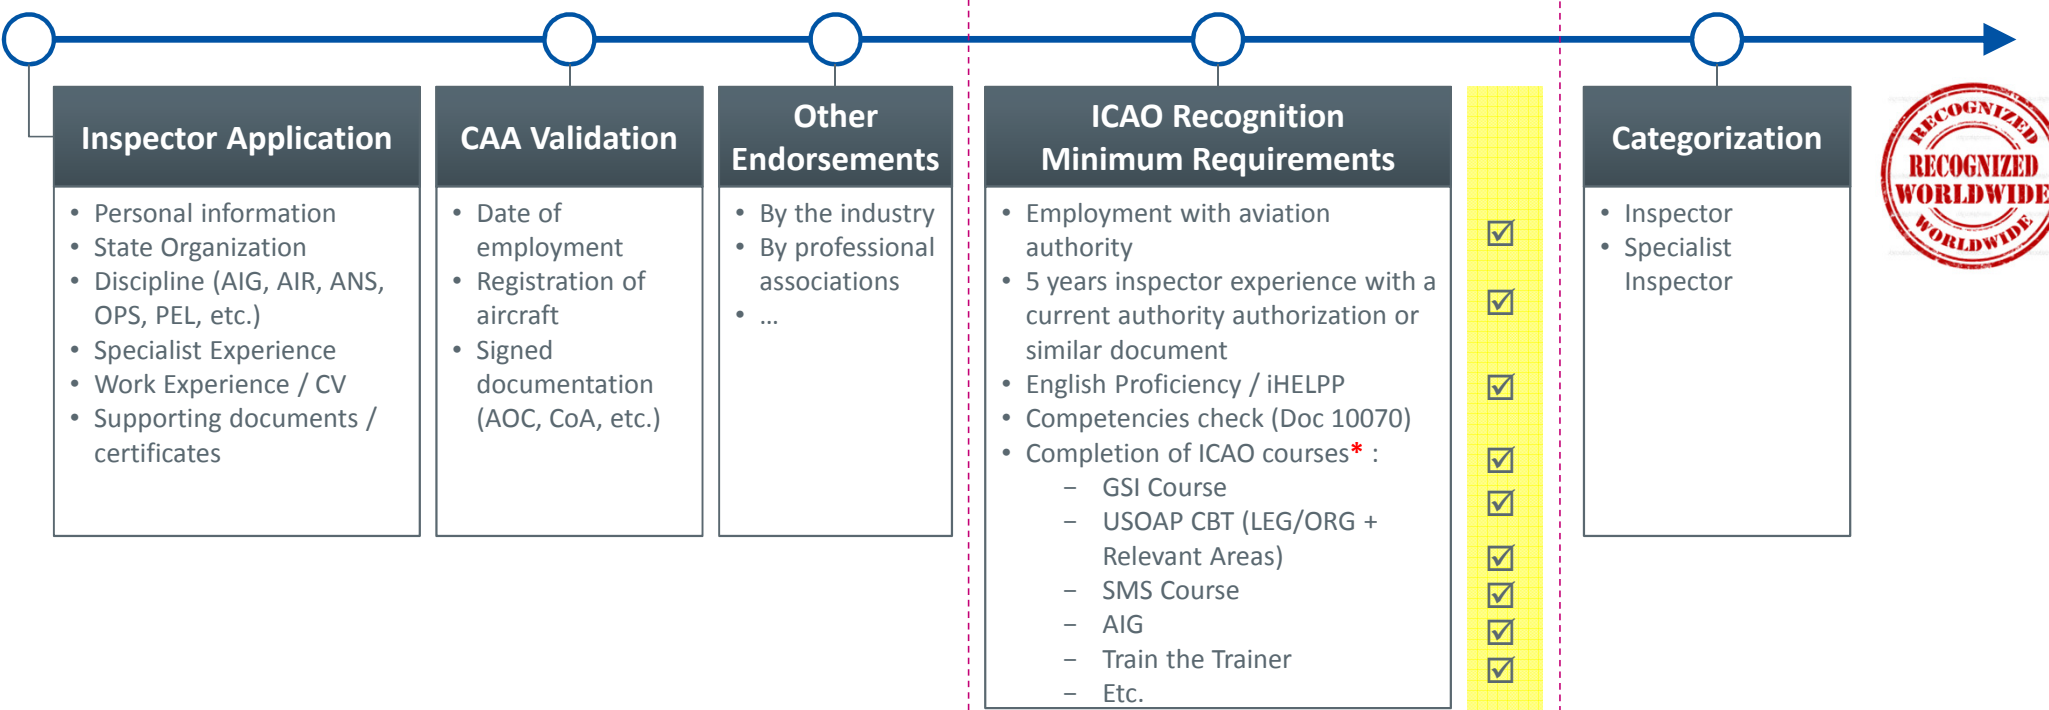 Inspector Application
• Personal information
• State Organization
• Discipline (AIG, AIR, ANS,
OPS, PEL, etc.)
• Specialist Experience
• Work Experience / CV
• Supporting documents /
certificates
CAA Validation
• Date of
employment
• Registration of
aircraft
• Signed
documentation
(AOC, CoA, etc.)
Other
Endorsements
• By the industry
• By professional
associations
• ...
ICAO Recognition
Minimum Requirements
• Employment with aviation
authority
• 5 years inspector experience with a
current authority authorization or
similar document
• English Proficiency / iHELPP
• Competencies check (Doc 10070)
• Completion of ICAO courses* :
– GSI Course
– USOAP CBT (LEG/ORG +
Relevant Areas)
– SMS Course
– AIG
– Train the Trainer
– Etc.
Categorization
• Inspector
• Specialist
Inspector
RECOGNIZED
RECOGNIZED
WORLDWIDE
WORLDWIDE